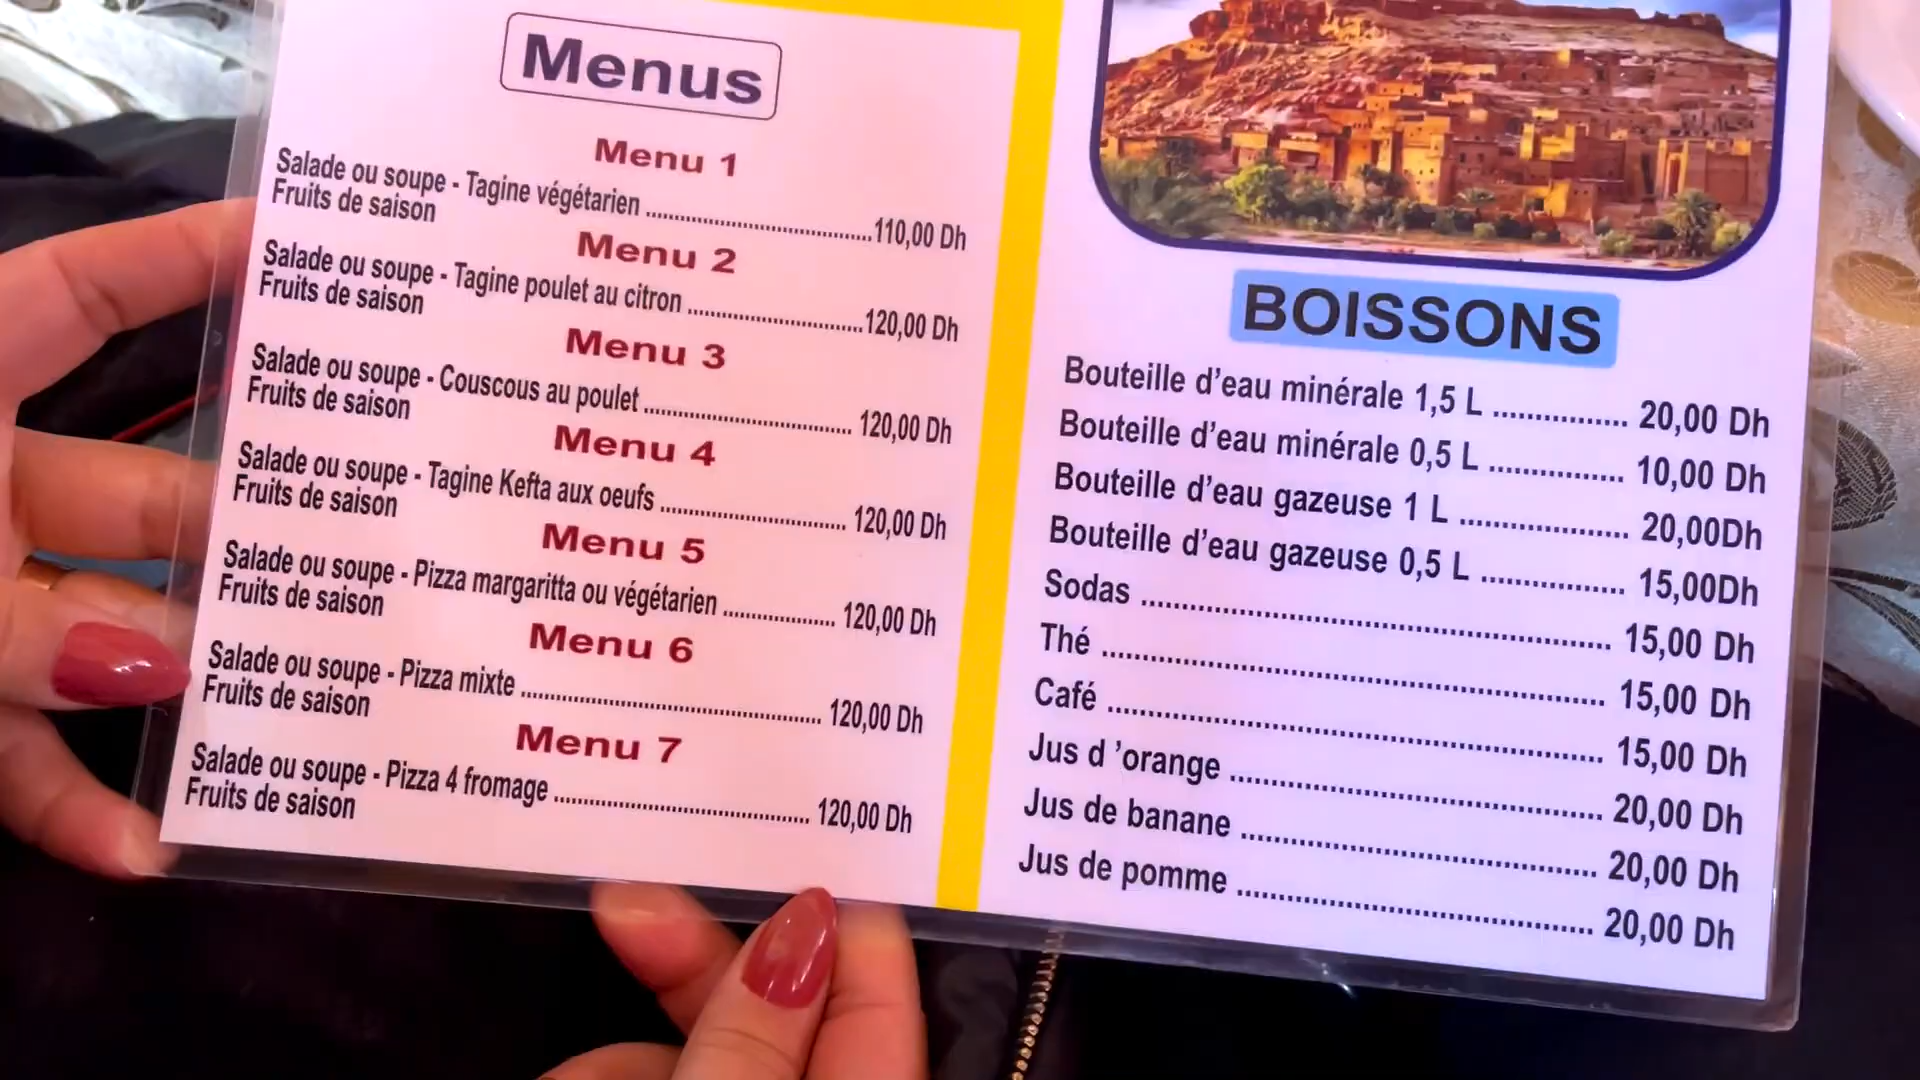 Menus
Menu 1
Salade ou soupe - Tagine végétarien ........ 110,00 Dh
Fruits de saison
Menu 2
Salade ou soupe - Tagine poulet au citron ........ 120,00 Dh
Fruits de saison
Menu 3
Salade ou soupe - Couscous au poulet ........ 120,00 Dh
Fruits de saison
Menu 4
Salade ou soupe - Tagine Kefta aux oeufs ........ 120,00 Dh
Fruits de saison
Menu 5
Salade ou soupe - Pizza margaritta ou végétarien ........ 120,00 Dh
Fruits de saison
Menu 6
Salade ou soupe - Pizza mixte ........ 120,00 Dh
Fruits de saison
Menu 7
Salade ou soupe - Pizza 4 fromage ........ 120,00 Dh
Fruits de saison
BOISSONS
Bouteille d'eau minérale 1,5 L ........ 20,00 Dh
Bouteille d'eau minérale 0,5 L ........ 10,00 Dh
Bouteille d'eau gazeuse 1 L ........ 20,00Dh
Bouteille d'eau gazeuse 0,5 L ........ 15,00Dh
Sodas ........ 15,00 Dh
Thé ........ 15,00 Dh
Café ........ 15,00 Dh
Jus d 'orange ........ 20,00 Dh
Jus de banane ........ 20,00 Dh
Jus de pomme ........ 20,00 Dh